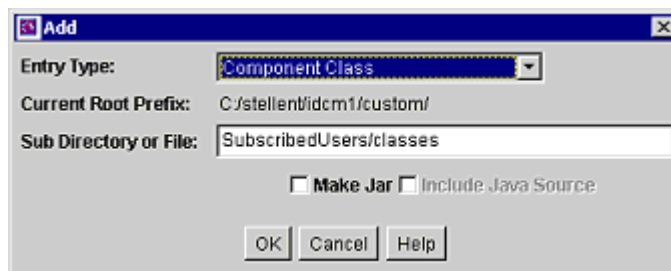 Add
Entry Type: Component Class
Current Root Prefix: C:/stellent/idcm1/custom/
Sub Directory or File: SubscribedUsers/classes
Make Jar Include Java Source
OK Cancel Help